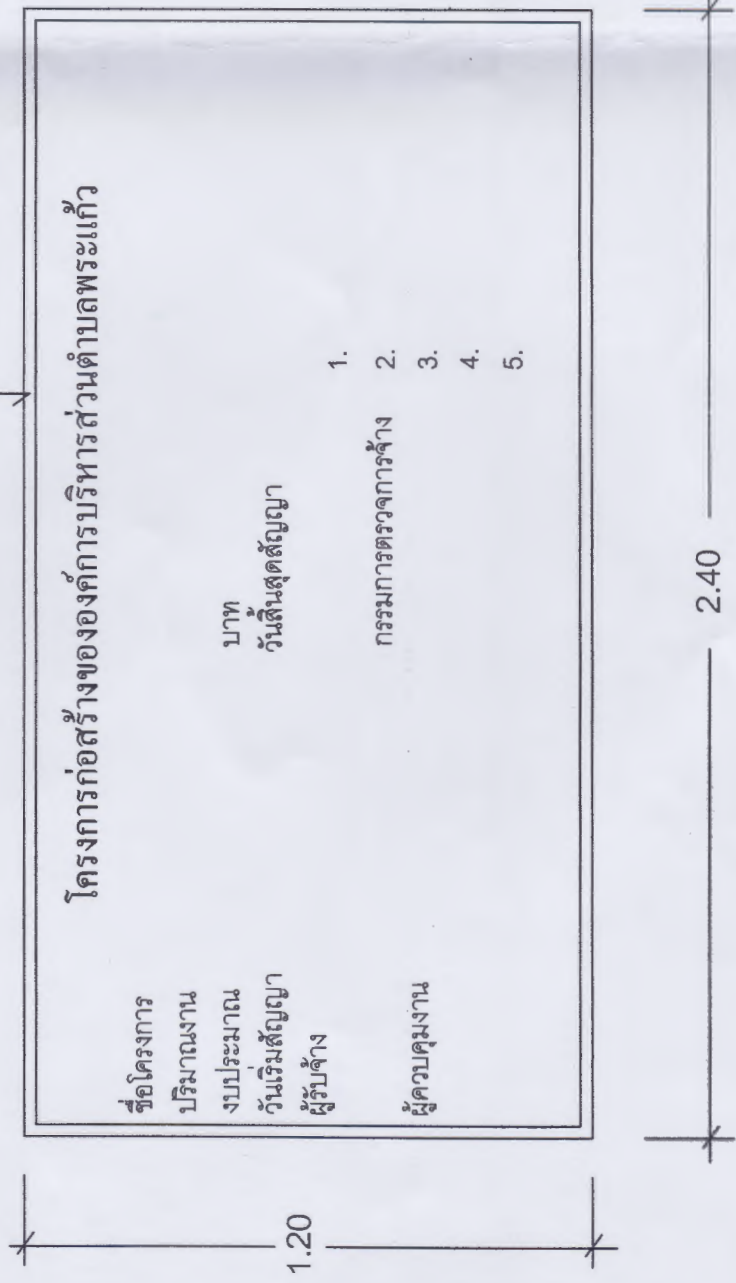 โครงการก่อสร้างขององค์การบริหารส่วนตำบลพระแก้ว
ชื่อโครงการ
ปริมาณงาน
งบประมาณ บาท
วันเริ่มสัญญา วันสิ้นสุดสัญญา
ผู้รับจ้าง
1.
ผู้ควบคุมงาน กรรมการตรวจการจ้าง 2.
3.
4.
5.
1.20
2.40